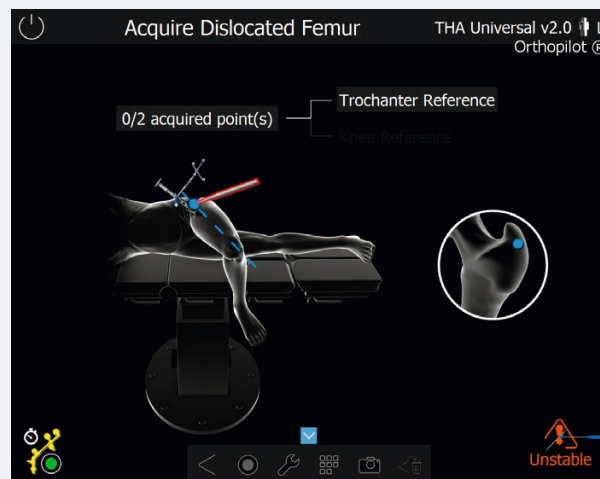 Acquire Dislocated Femur
THA Universal v2.0 L
Orthopilot ®
0/2 acquired point(s)
Trochanter Reference
Knee Reference
Unstable